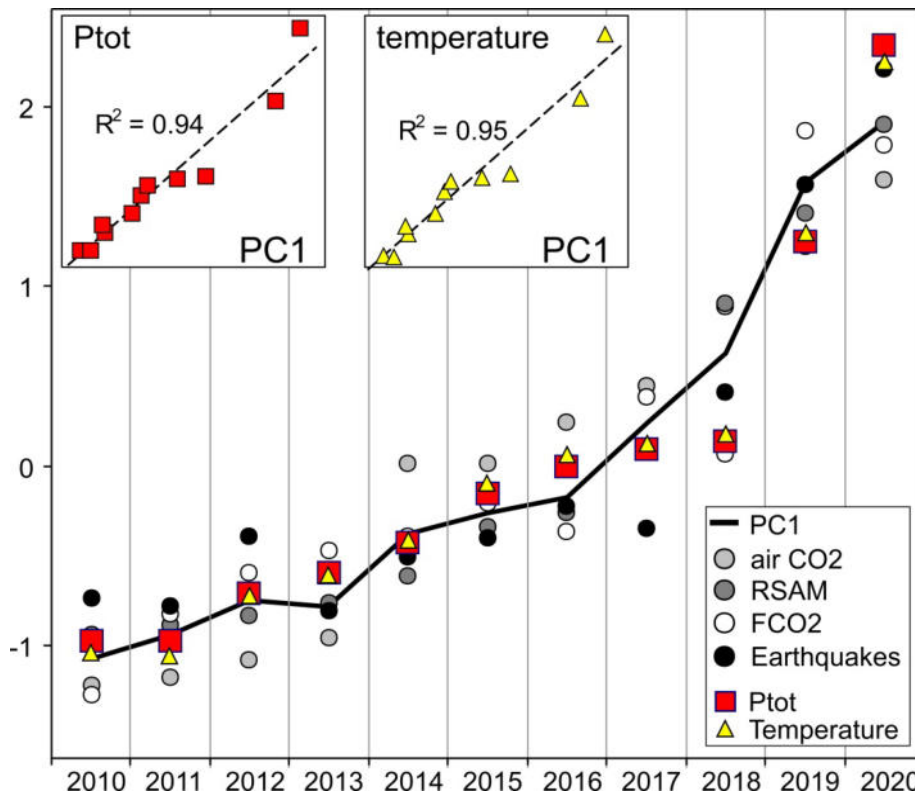 Ptot
R² = 0.94
PC1
temperature
R² = 0.95
PC1
2
1
0
-1
PC1
air CO2
RSAM
FCO2
Earthquakes
Ptot
Temperature
2010 2011 2012 2013 2014 2015 2016 2017 2018 2019 2020